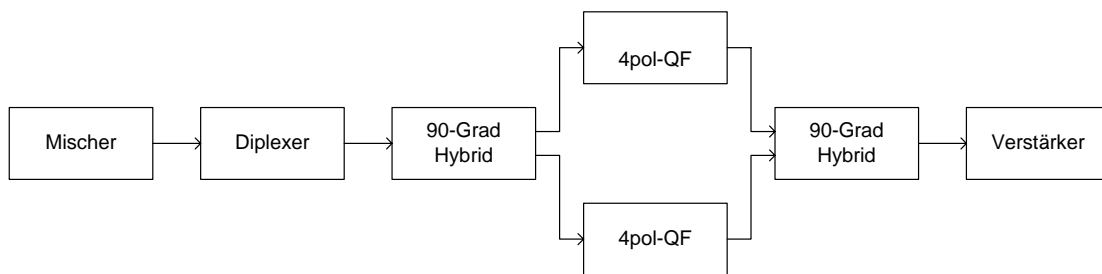 4pol-QF
Mischer
Diplexer
90-Grad
Hybrid
90-Grad
Hybrid
Verstärker
4pol-QF